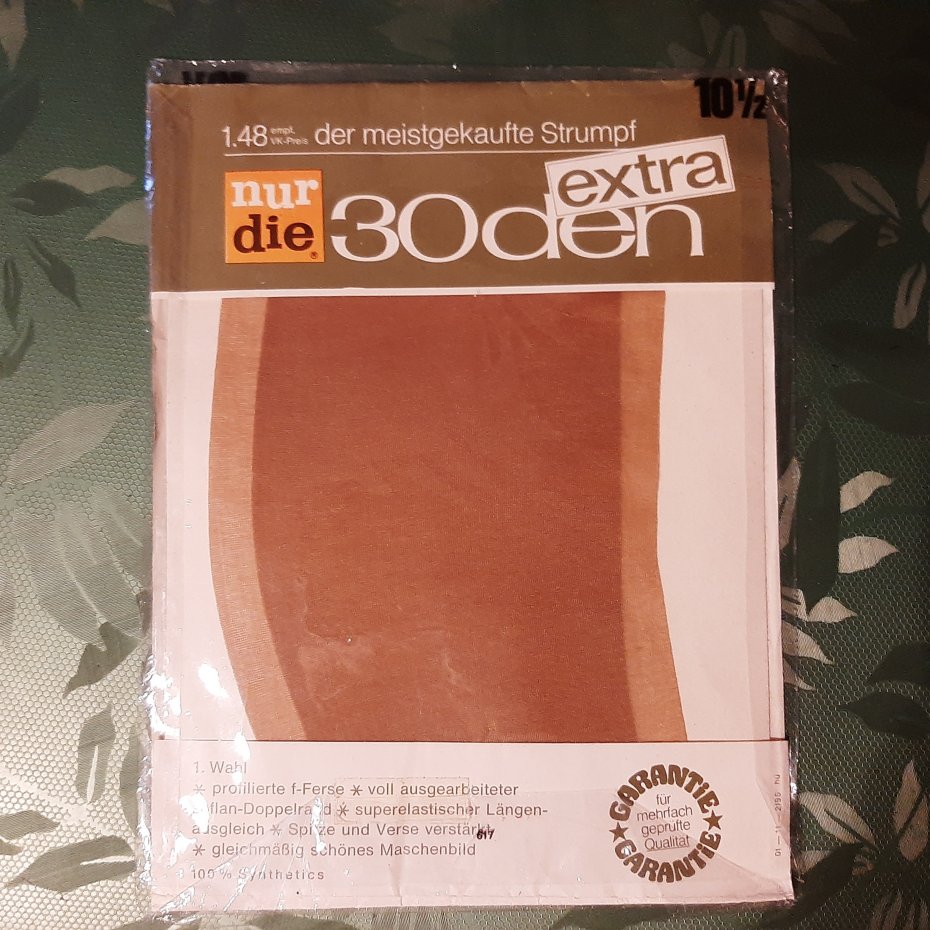 10½
1.48 empf. VK-Preis der meistgekaufte Strumpf
extra
nur die® 30den
1. Wahl
* profilierte f-Ferse * voll ausgearbeiteter
flan-Doppelrand * superelastischer Längen-
ausgleich * Spitze und Verse verstärkt
617
* gleichmäßig schönes Maschenbild
100% Synthetics
GARANTiE
für
mehrfach
geprüfte
Qualität
GARANTiE